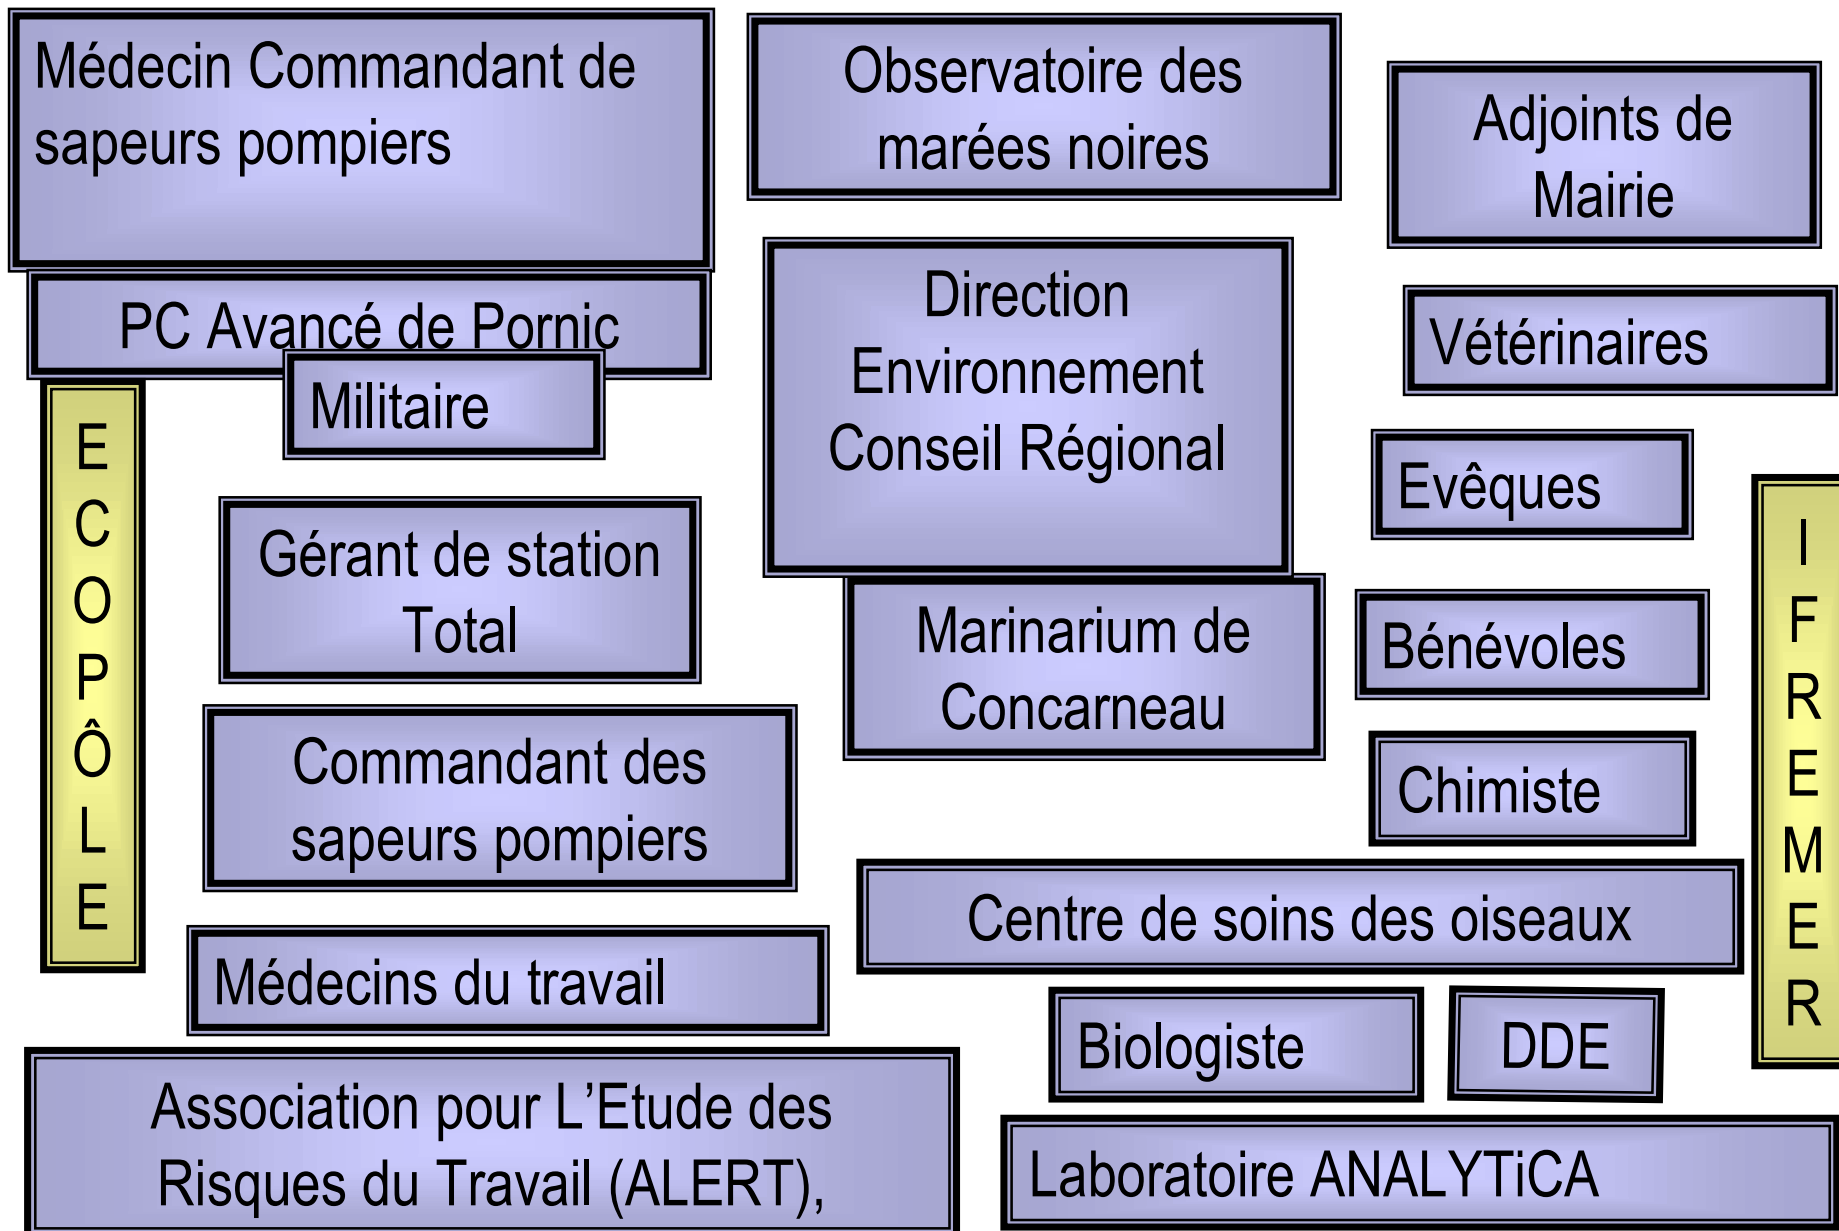 Médecin Commandant de
sapeurs pompiers
PC Avancé de Pornic
Militaire
ECOPÔLE
Gérant de station
Total
Commandant des
sapeurs pompiers
Médecins du travail
Association pour L’Etude des
Risques du Travail (ALERT),
Observatoire des
marées noires
Direction
Environnement
Conseil Régional
Marinarium de
Concarneau
Adjoints de
Mairie
Vétérinaires
Evêques
Bénévoles
Chimiste
IFREMER
Centre de soins des oiseaux
Biologiste
DDE
Laboratoire ANALYTiCA